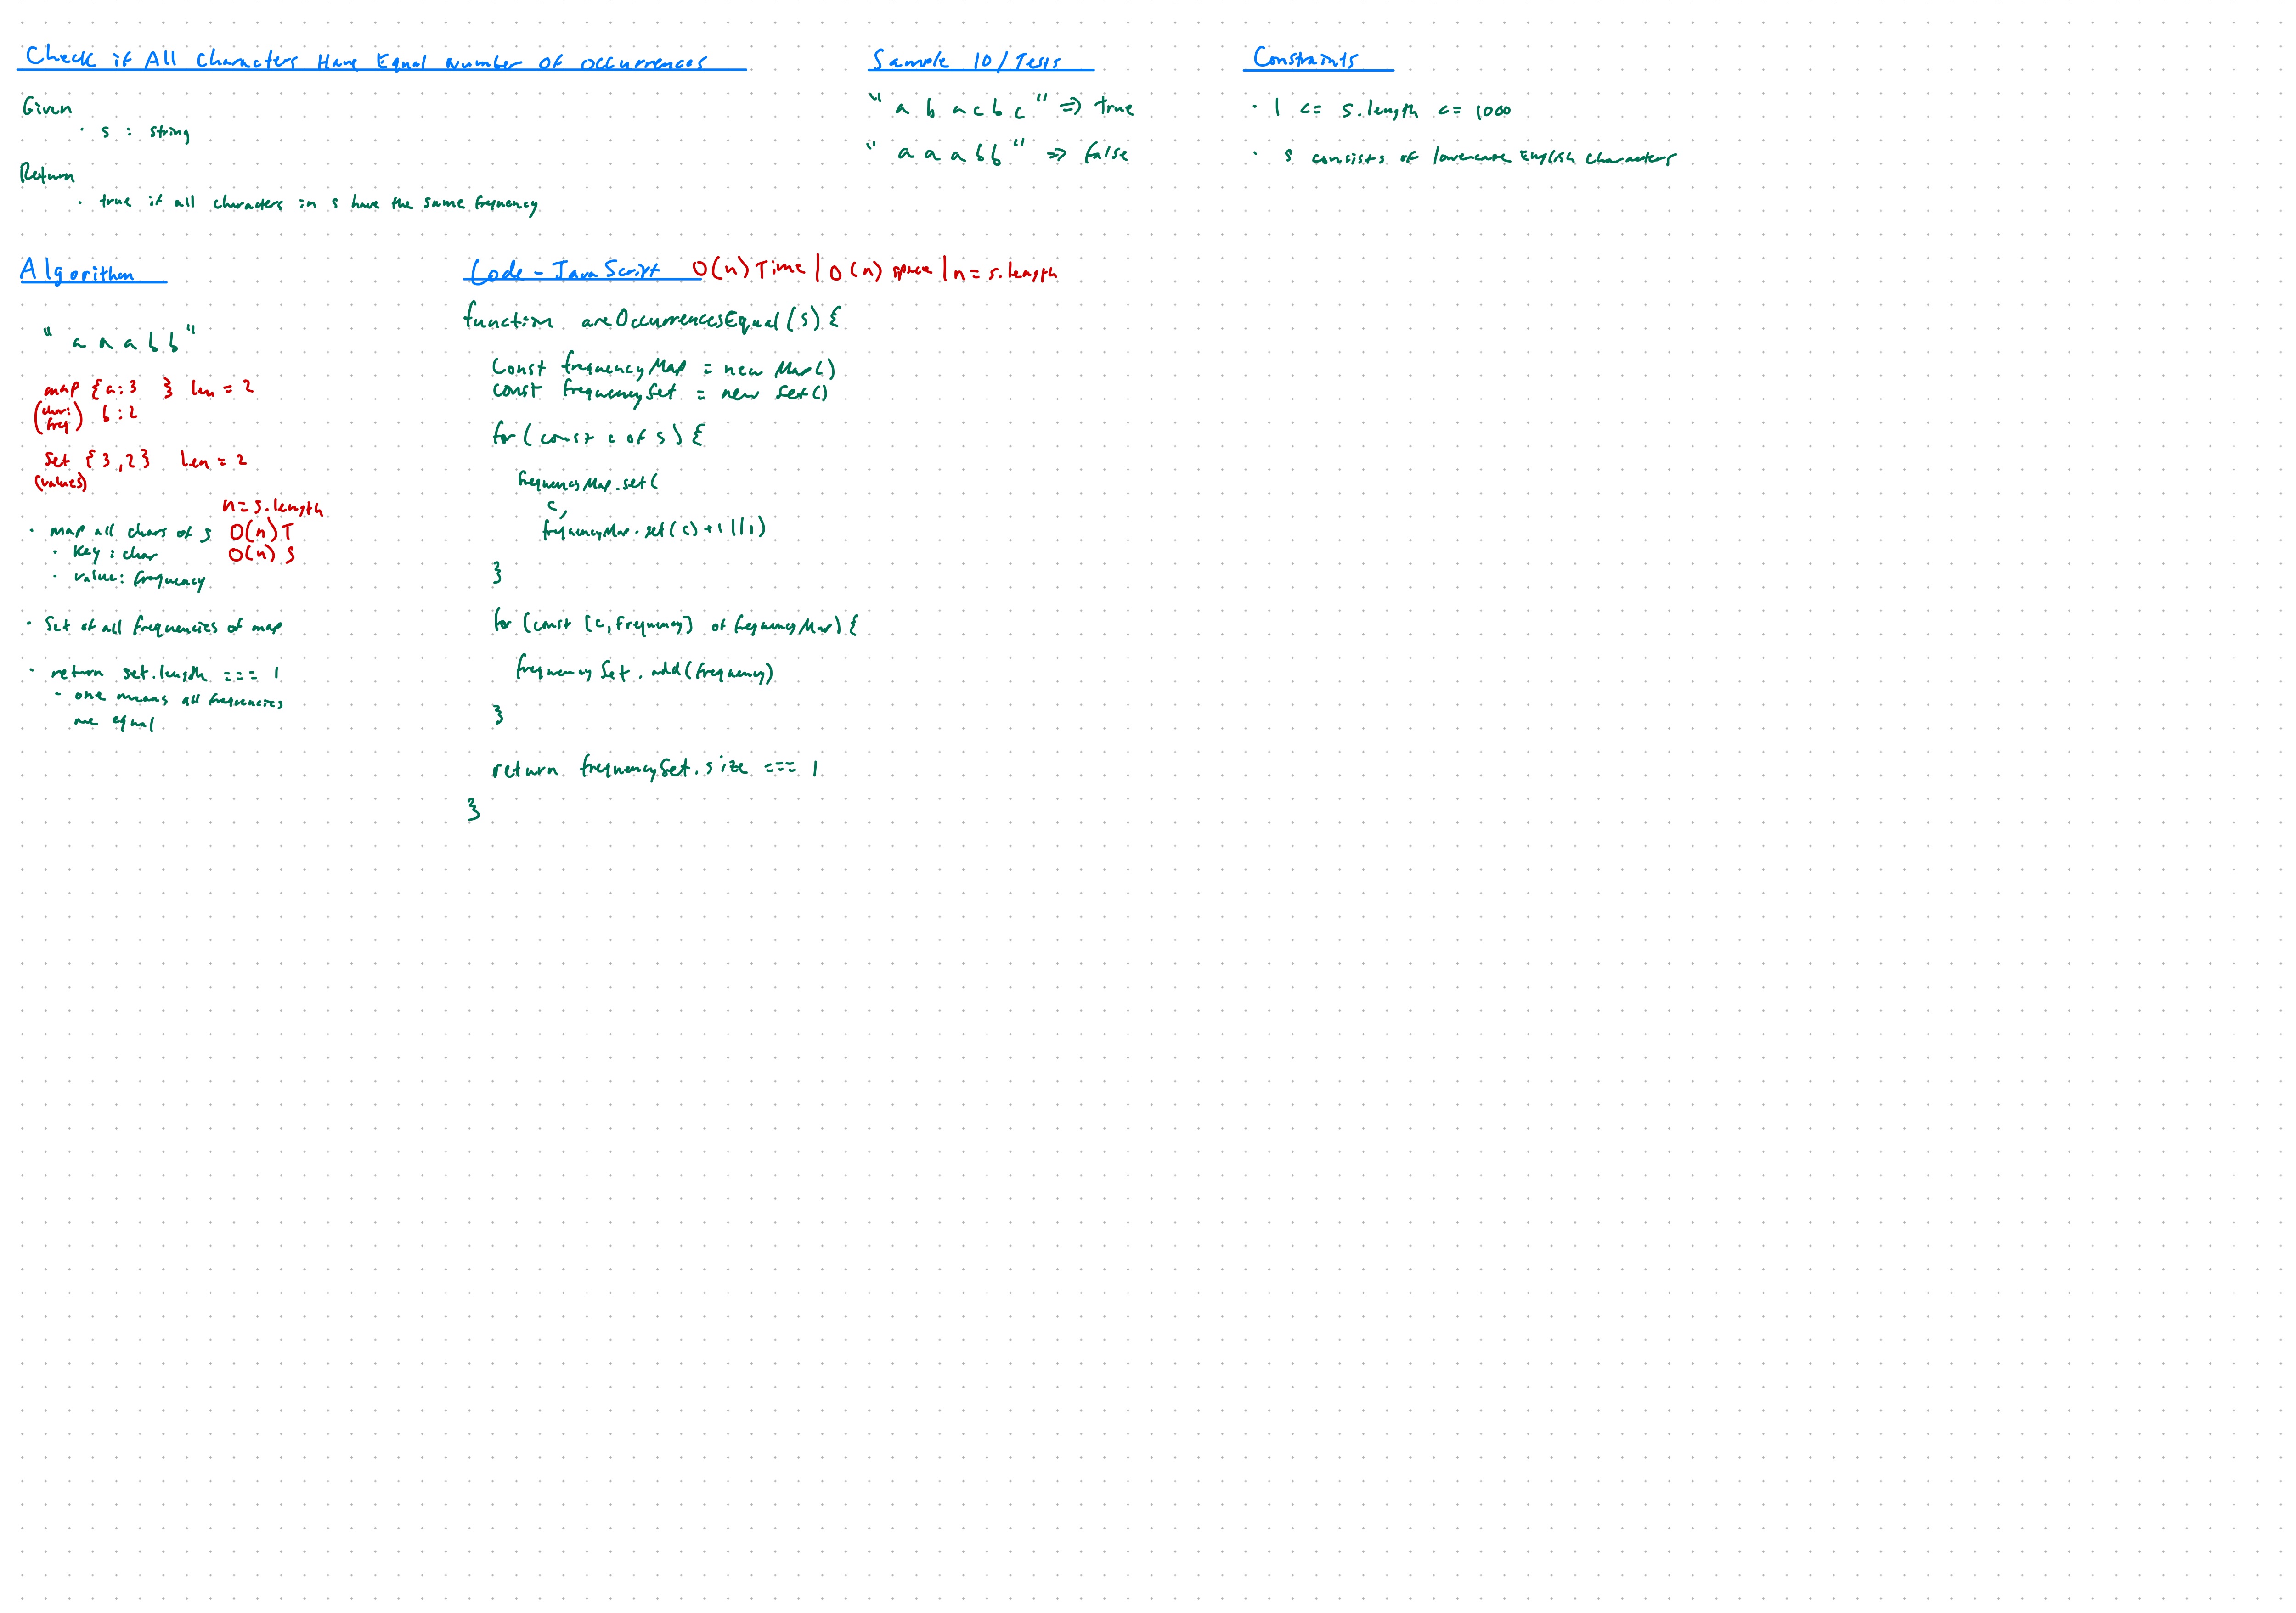 Check if All Characters Have Equal Number Of Occurrences
Given
· s : string
Return
· true if all characters in s have the same frequency
Sample IO/Tests
"a b a c b c" => true
"a a a b b" => false
Constraints
· 1 <= s.length <= 1000
· s consists of lowercase English characters
Algorithm
"a a a b b"
map {a:3 } len = 2
(char: freq) b:2
Set {3,2} len = 2
(values)
n = s.length
· map all chars of s O(n) T
· key : char O(n) S
· value: frequency
· Set of all frequencies of map
· return set.length === 1
- one means all frequencies
are equal
Code - JavaScript O(n) Time | O(n) space | n = s.length
function areOccurrencesEqual(s) {
const frequencyMap = new Map()
const frequencySet = new Set()
for (const c of s) {
frequencyMap.set(
c,
frequencyMap.set(c) + 1 || 1)
}
for (const [c, frequency] of frequencyMap) {
frequencySet.add(frequency)
}
return frequencySet.size === 1
}